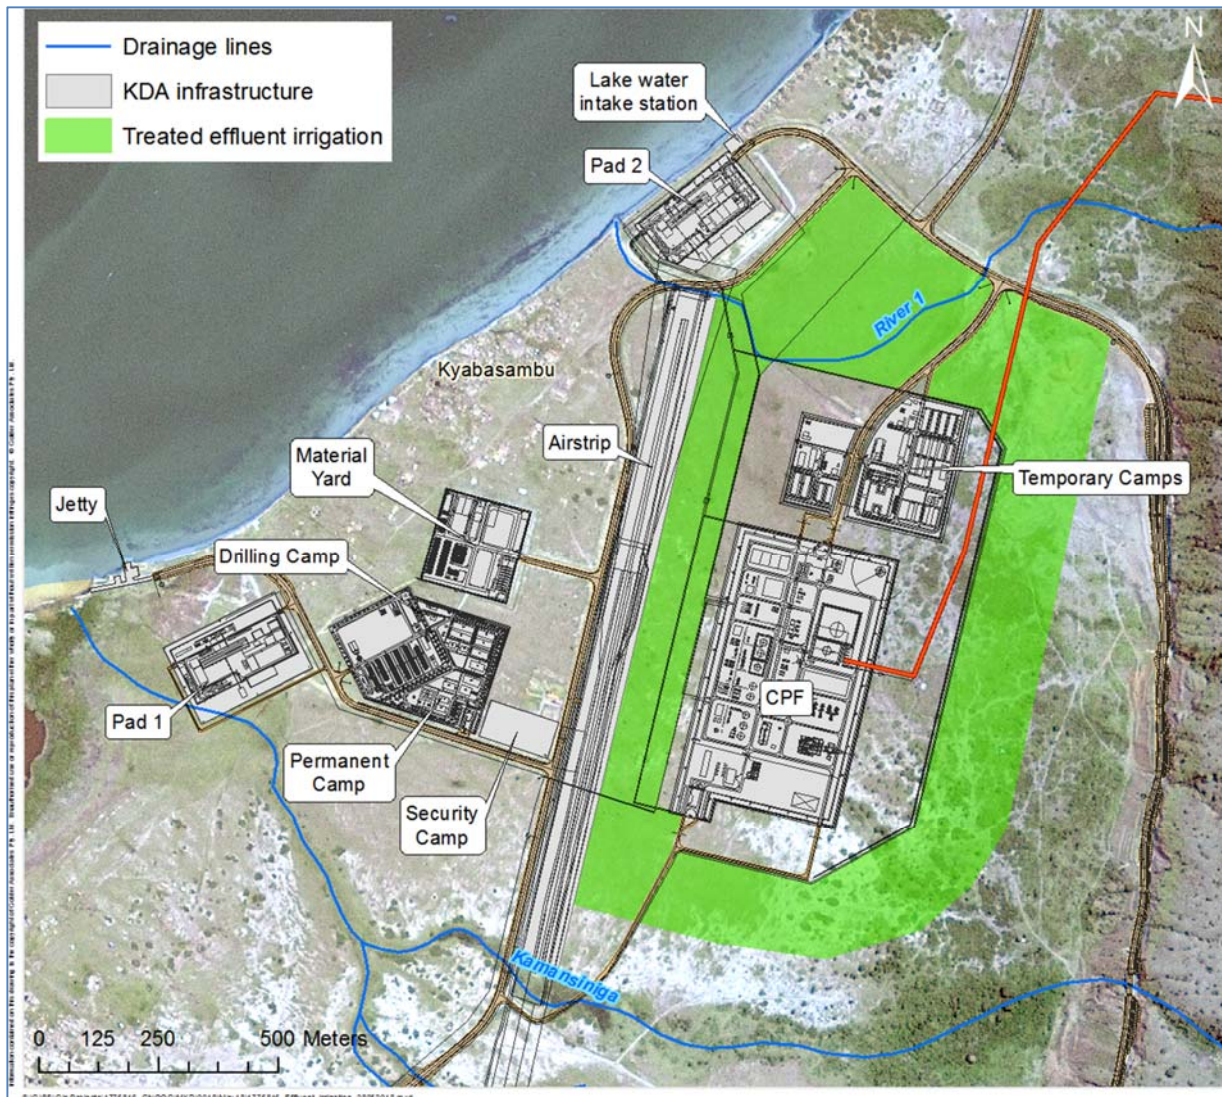 N
Drainage lines
KDA infrastructure
Treated effluent irrigation
Lake water
intake station
Pad 2
River 1
Kyabasambu
Airstrip
Material
Yard
Temporary Camps
Jetty
Drilling Camp
CPF
Pad 1
Permanent
Camp
Security
Camp
Kamansiniga
0 125 250 500 Meters